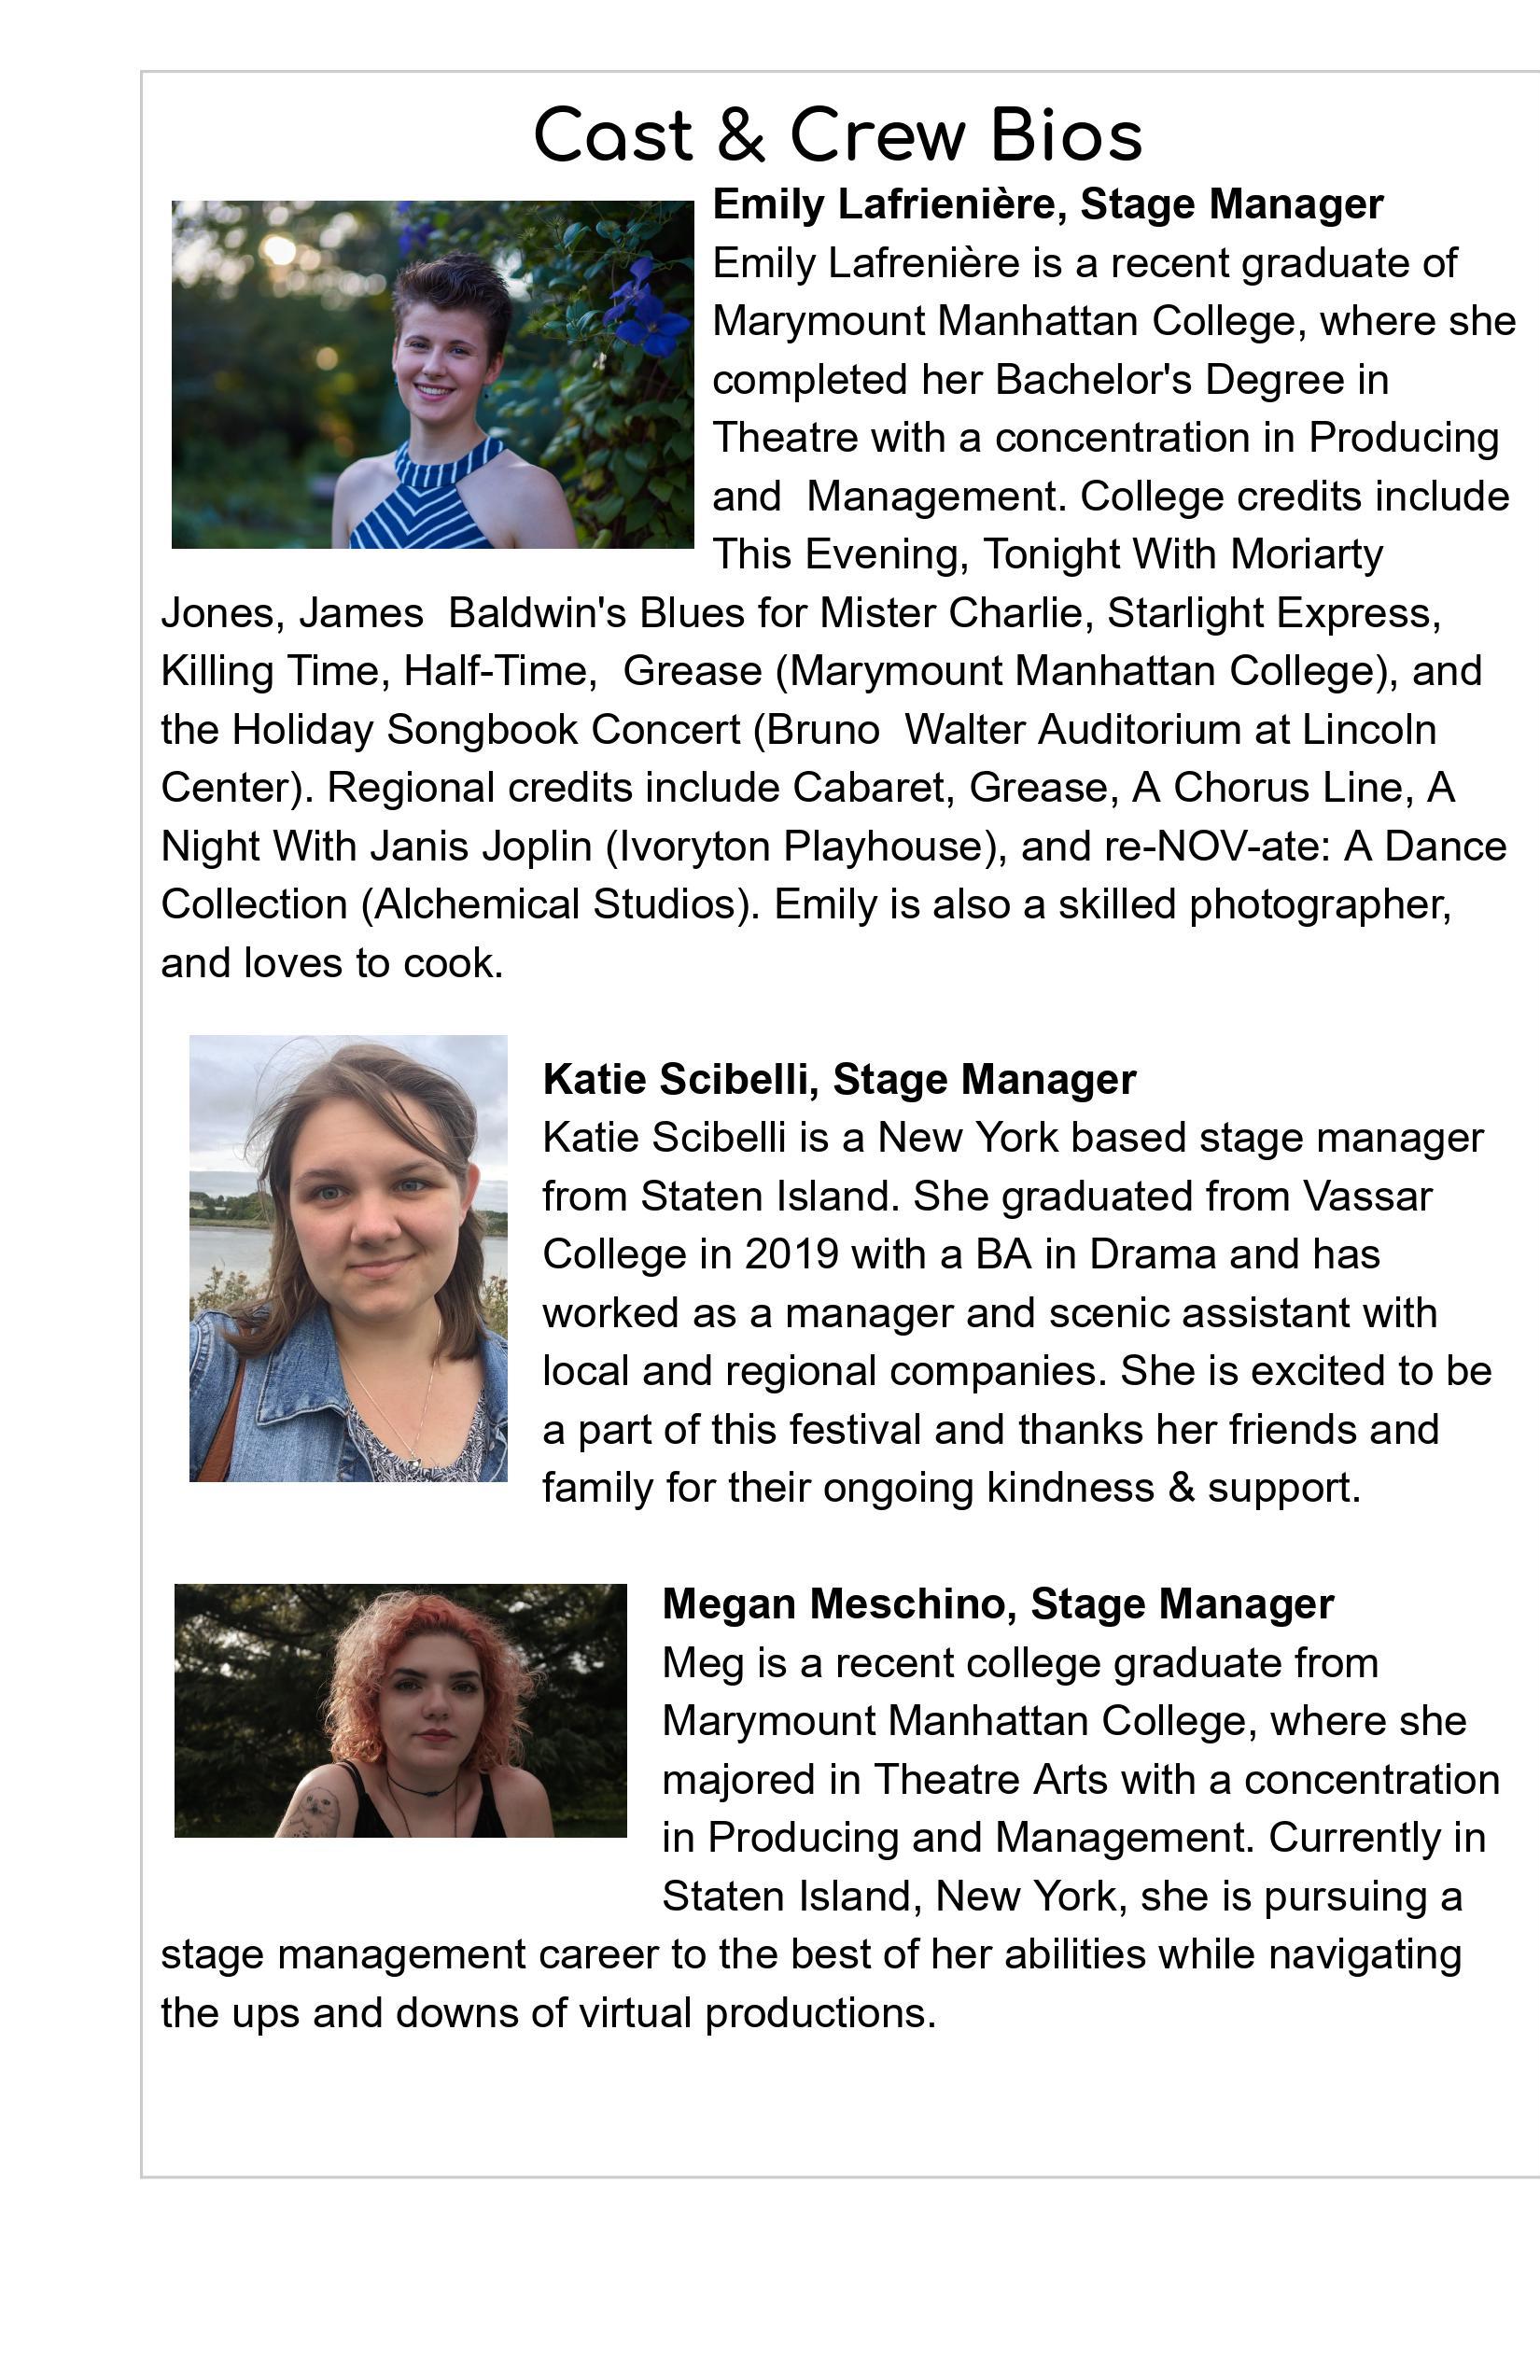 Cast & Crew Bios
Emily Lafrienière, Stage Manager
Emily Lafrenière is a recent graduate of
Marymount Manhattan College, where she
completed her Bachelor's Degree in
Theatre with a concentration in Producing
and  Management. College credits include
This Evening, Tonight With Moriarty
Jones, James  Baldwin's Blues for Mister Charlie, Starlight Express,
Killing Time, Half-Time,  Grease (Marymount Manhattan College), and
the Holiday Songbook Concert (Bruno  Walter Auditorium at Lincoln
Center). Regional credits include Cabaret, Grease, A Chorus Line, A
Night With Janis Joplin (Ivoryton Playhouse), and re-NOV-ate: A Dance
Collection (Alchemical Studios). Emily is also a skilled photographer,
and loves to cook.
Katie Scibelli, Stage Manager
Katie Scibelli is a New York based stage manager
from Staten Island. She graduated from Vassar
College in 2019 with a BA in Drama and has
worked as a manager and scenic assistant with
local and regional companies. She is excited to be
a part of this festival and thanks her friends and
family for their ongoing kindness & support.
Megan Meschino, Stage Manager
Meg is a recent college graduate from
Marymount Manhattan College, where she
majored in Theatre Arts with a concentration
in Producing and Management. Currently in
Staten Island, New York, she is pursuing a
stage management career to the best of her abilities while navigating
the ups and downs of virtual productions.